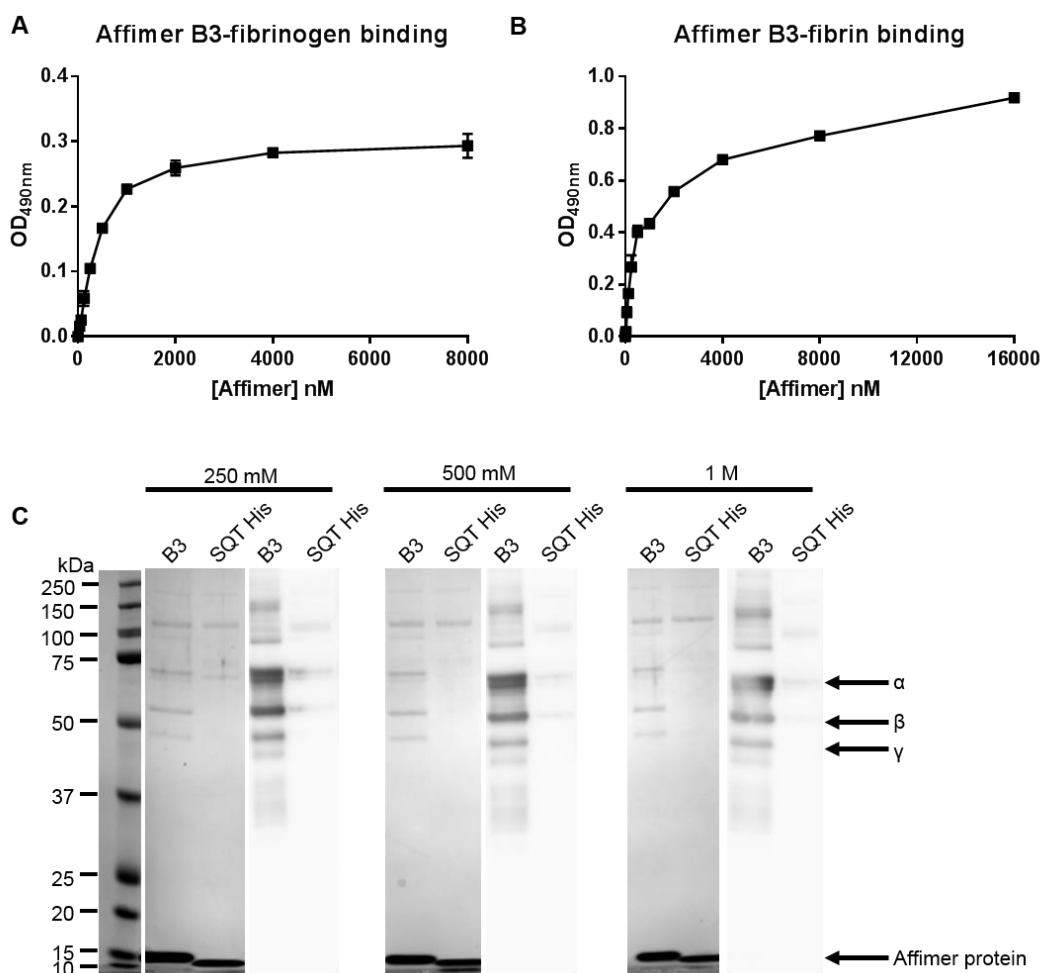 A
Affimer B3-fibrinogen binding
OD490nm
0.4
0.3
0.2
0.1
0.0
0 2000 4000 6000 8000
[Affimer] nM
B
Affimer B3-fibrin binding
OD490nm
1.0
0.8
0.6
0.4
0.2
0.0
0 4000 8000 12000 16000
[Affimer] nM
C
250 mM 500 mM 1 M
B3 SQT His B3 SQT His B3 SQT His B3 SQT His B3 SQT His B3 SQT His
kDa
250
150
100
75
50
37
25
20
15
10
α
β
γ
Affimer protein